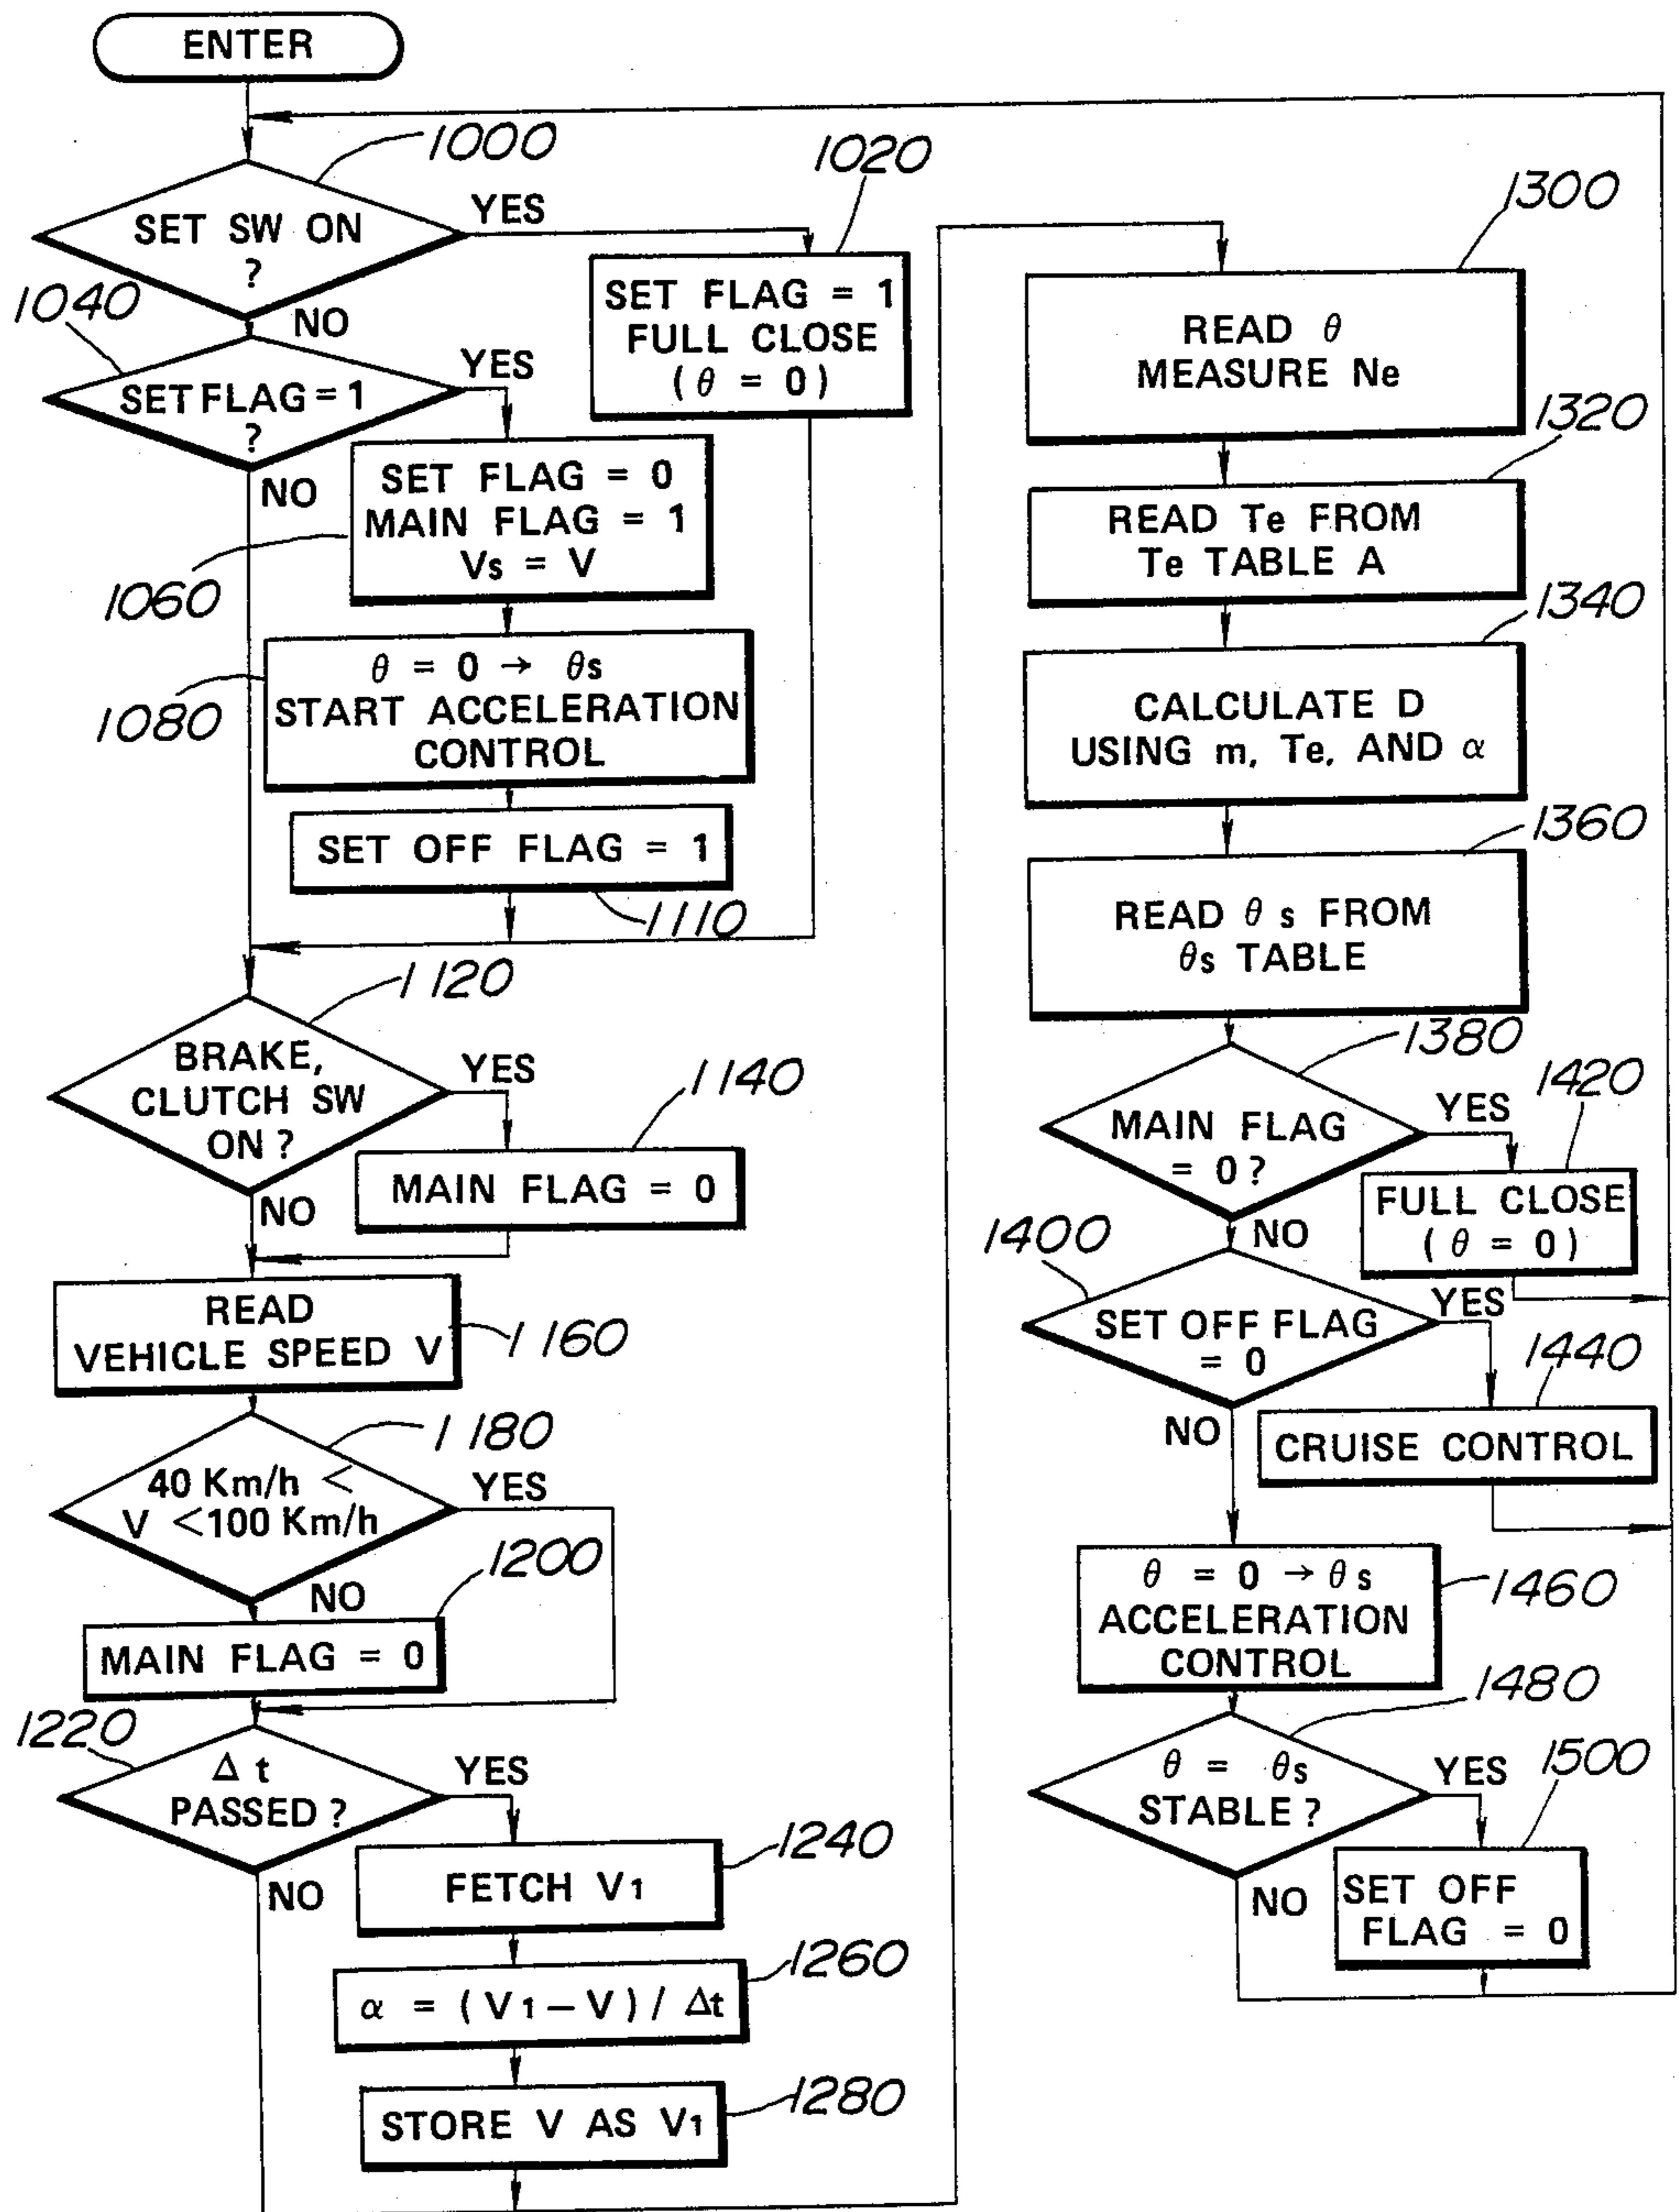 ENTER
1000
SET SW ON
?
YES
NO
1020
SET FLAG = 1
FULL CLOSE
( θ = 0 )
1040
SET FLAG = 1
?
YES
NO
SET FLAG = 0
MAIN FLAG = 1
Vs = V
1060
θ = 0 → θs
START ACCELERATION
CONTROL
1080
SET OFF FLAG = 1
1110
1120
BRAKE,
CLUTCH SW
ON ?
YES
NO
1140
MAIN FLAG = 0
READ
VEHICLE SPEED V
1160
1180
40 Km/h <
V < 100 Km/h
YES
NO
1200
MAIN FLAG = 0
1220
Δ t
PASSED ?
YES
NO
1240
FETCH V1
1260
α = ( V1 – V ) / Δt
1280
STORE V AS V1
1300
READ θ
MEASURE Ne
1320
READ Te FROM
Te TABLE A
1340
CALCULATE D
USING m, Te, AND α
1360
READ θ s FROM
θs TABLE
1380
MAIN FLAG
= 0 ?
YES
NO
1420
FULL CLOSE
( θ = 0 )
1400
SET OFF FLAG
= 0
YES
NO
1440
CRUISE CONTROL
θ = 0 → θ s
ACCELERATION
CONTROL
1460
1480
θ = θs
STABLE ?
YES
NO
1500
SET OFF
FLAG = 0